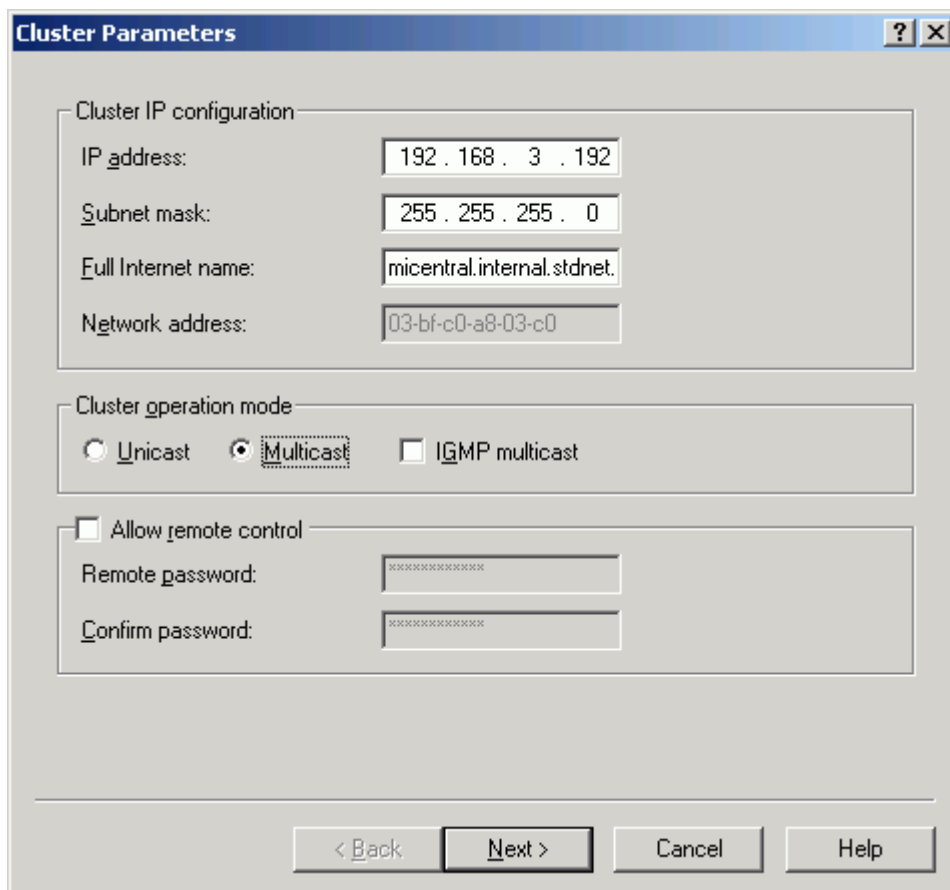 Cluster Parameters
Cluster IP configuration
IP address: 192 . 168 . 3 . 192
Subnet mask: 255 . 255 . 255 . 0
Full Internet name: micentral.internal.stdnet.
Network address: 03-bf-c0-a8-03-c0
Cluster operation mode
Unicast Multicast IGMP multicast
Allow remote control
Remote password: ************
Confirm password: ************
< Back Next > Cancel Help